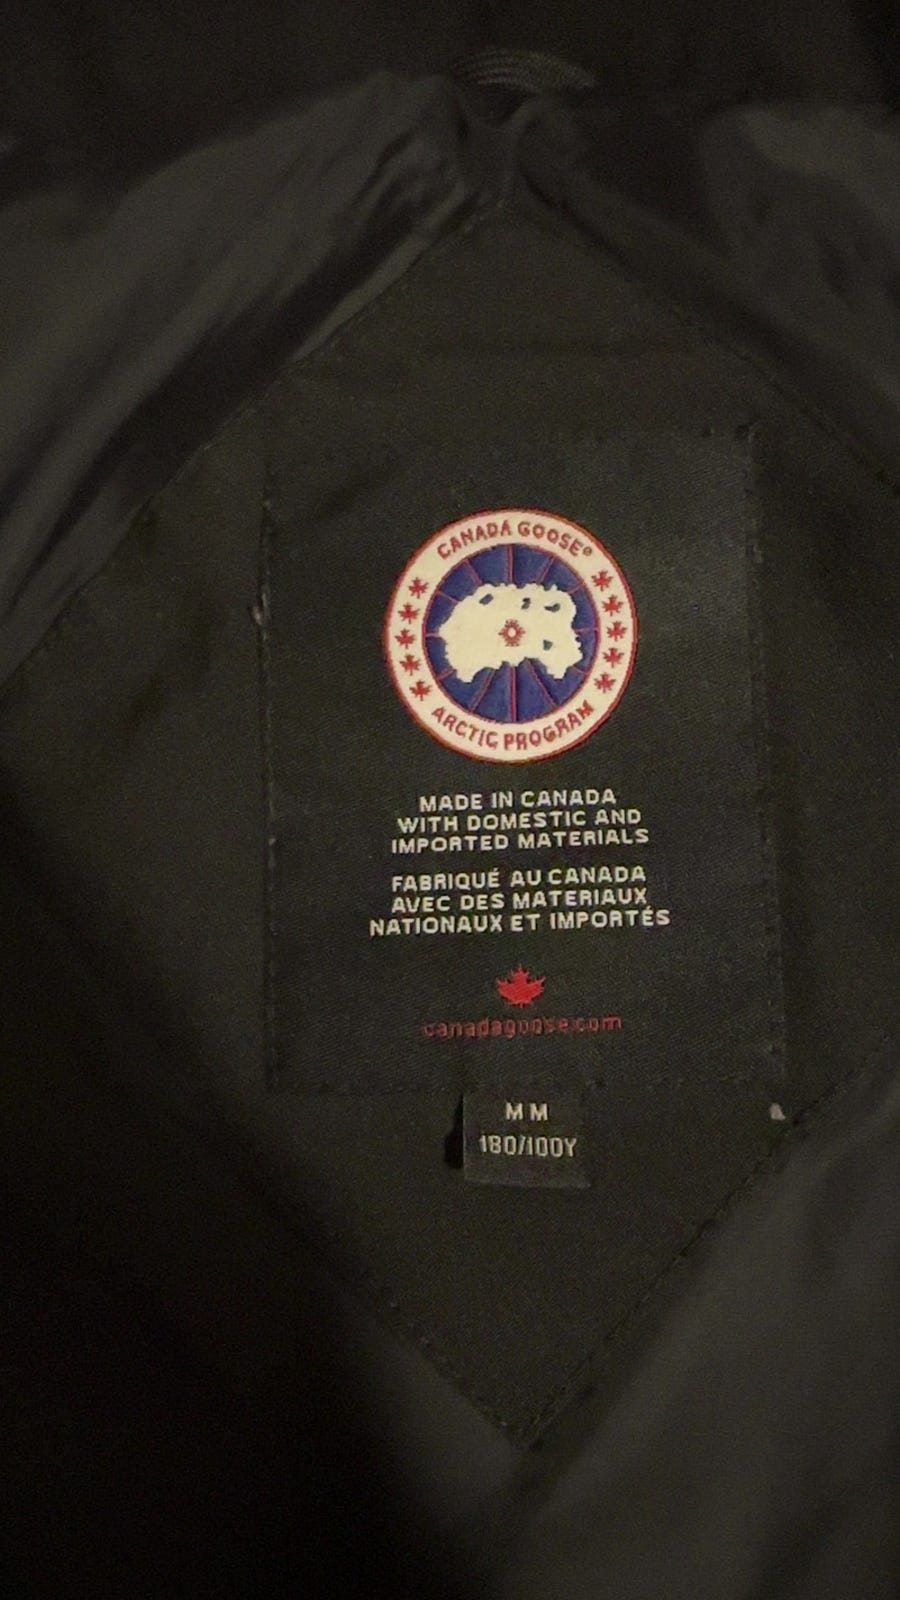 CANADA GOOSE®
ARCTIC PROGRAM
MADE IN CANADA
WITH DOMESTIC AND
IMPORTED MATERIALS
FABRIQUÉ AU CANADA
AVEC DES MATERIAUX
NATIONAUX ET IMPORTÉS
canadagoose.com
M M
180/100Y